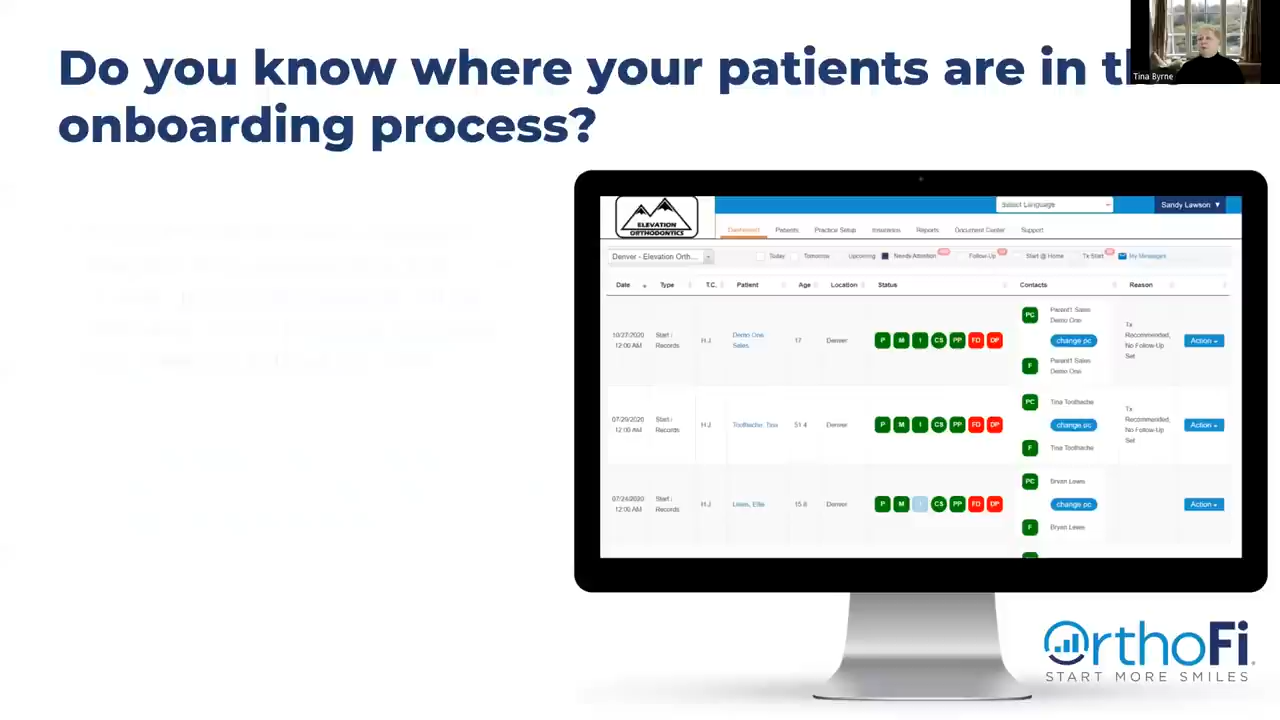 Do you know where your patients are in the
onboarding process?
Tina Byrne
ELEVATION
ORTHODONTICS
Select Language
Sandy Lawson
Dashboard Patients Practice Setup Insurance Reports Document Center Support
Denver - Elevation Orth... Today Tomorrow Upcoming Needs Attention Follow-Up Start @ Home Tx Start My Messages
Date Type T.C. Patient Age Location Status Contacts Reason
10/27/2020
12:00 AM
Start /
Records
H.J
Demo One
Sales,
17
Denver
P M I CS PP FD DP
PC
Parent1 Sales
Demo One
change pc
F
Parent1 Sales
Demo One
Tx
Recommended,
No Follow-Up
Set
Action
07/29/2020
12:00 AM
Start /
Records
H.J
Toothache, Tina
51.4
Denver
P M I CS PP FD DP
PC
Tina Toothache
change pc
F
Tina Toothache
Tx
Recommended,
No Follow-Up
Set
Action
07/24/2020
12:00 AM
Start /
Records
H.J
Lewis, Ellie
15.8
Denver
P M I CS PP FD DP
PC
Bryan Lewis
change pc
F
Bryan Lewis
Action
OrthoFi
START MORE SMILES